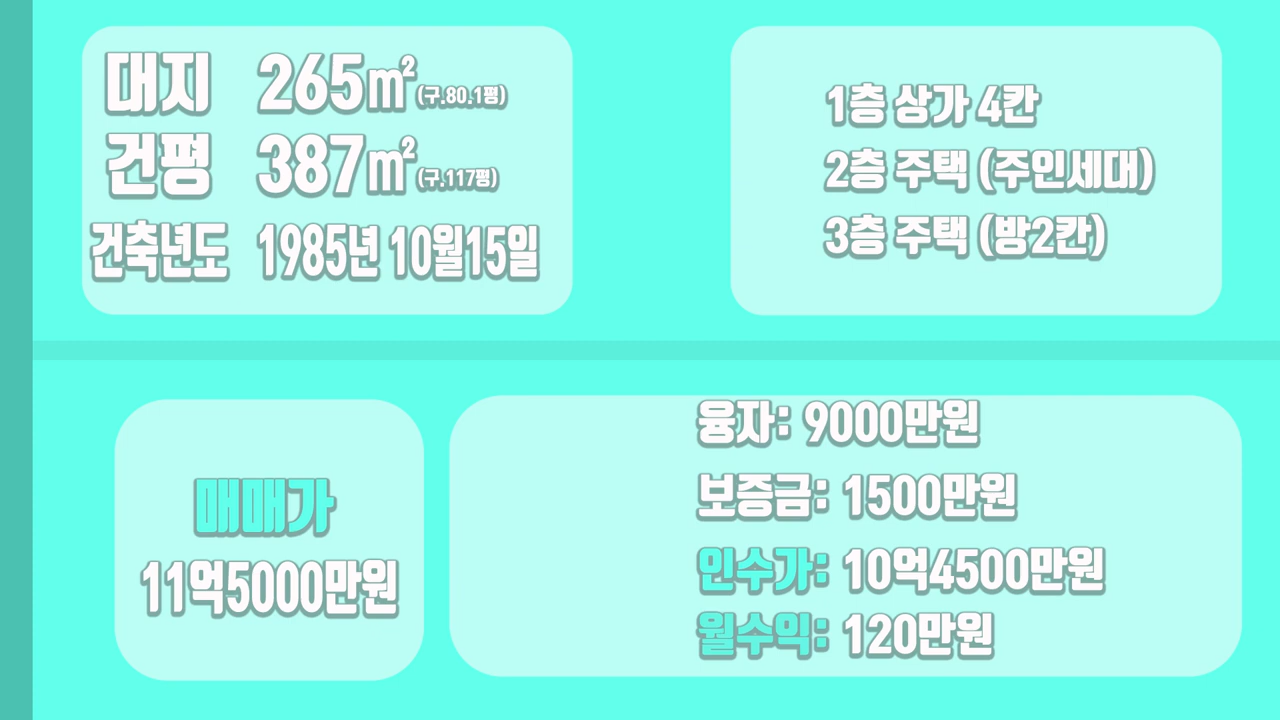 대지 265㎡(구.80.1평)
건평 387㎡(구.117평)
건축년도 1985년 10월15일
1층 상가 4칸
2층 주택 (주인세대)
3층 주택 (방2칸)
매매가
11억5000만원
융자: 9000만원
보증금: 1500만원
인수가: 10억4500만원
월수익: 120만원